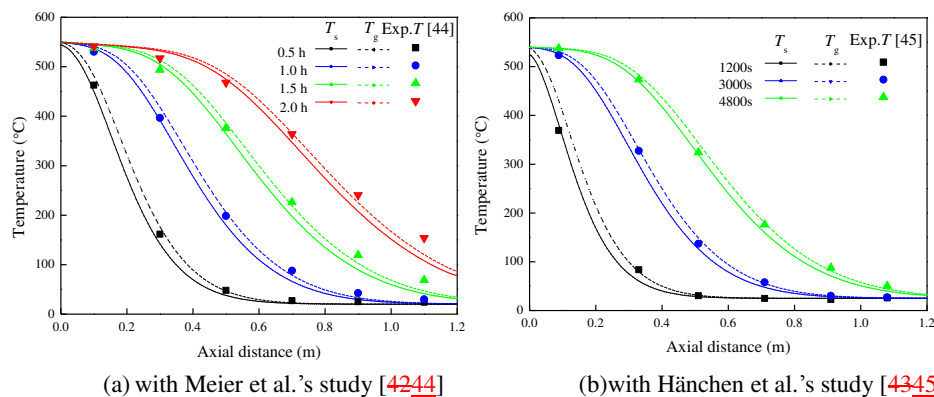 600
500
400
300
200
100
0
Temperature (°C)
0.0 0.2 0.4 0.6 0.8 1.0 1.2
Axial distance (m)
Ts Tg Exp.T [44]
0.5 h
1.0 h
1.5 h
2.0 h
(a) with Meier et al.'s study [4244]
600
500
400
300
200
100
0
Temperature (°C)
0.0 0.2 0.4 0.6 0.8 1.0 1.2
Axial distance (m)
Ts Tg Exp.T [45]
1200s
3000s
4800s
(b)with Hänchen et al.'s study [4345